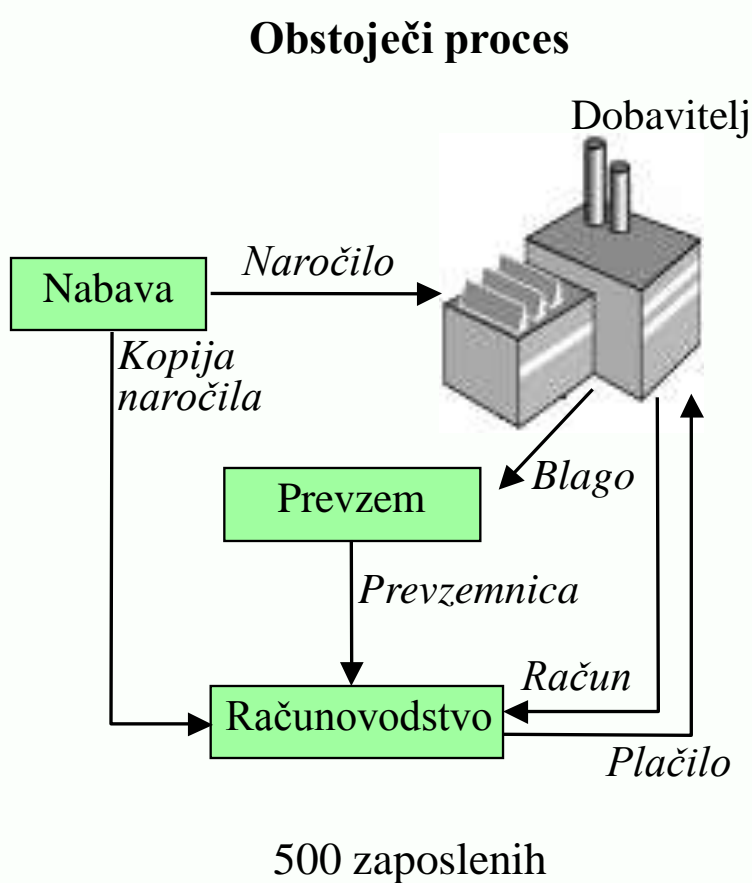 Obstoječi proces
Dobavitelj
Naročilo
Nabava
Kopija
naročila
Blago
Prevzem
Prevzemnica
Račun
Računovodstvo
Plačilo
500 zaposlenih